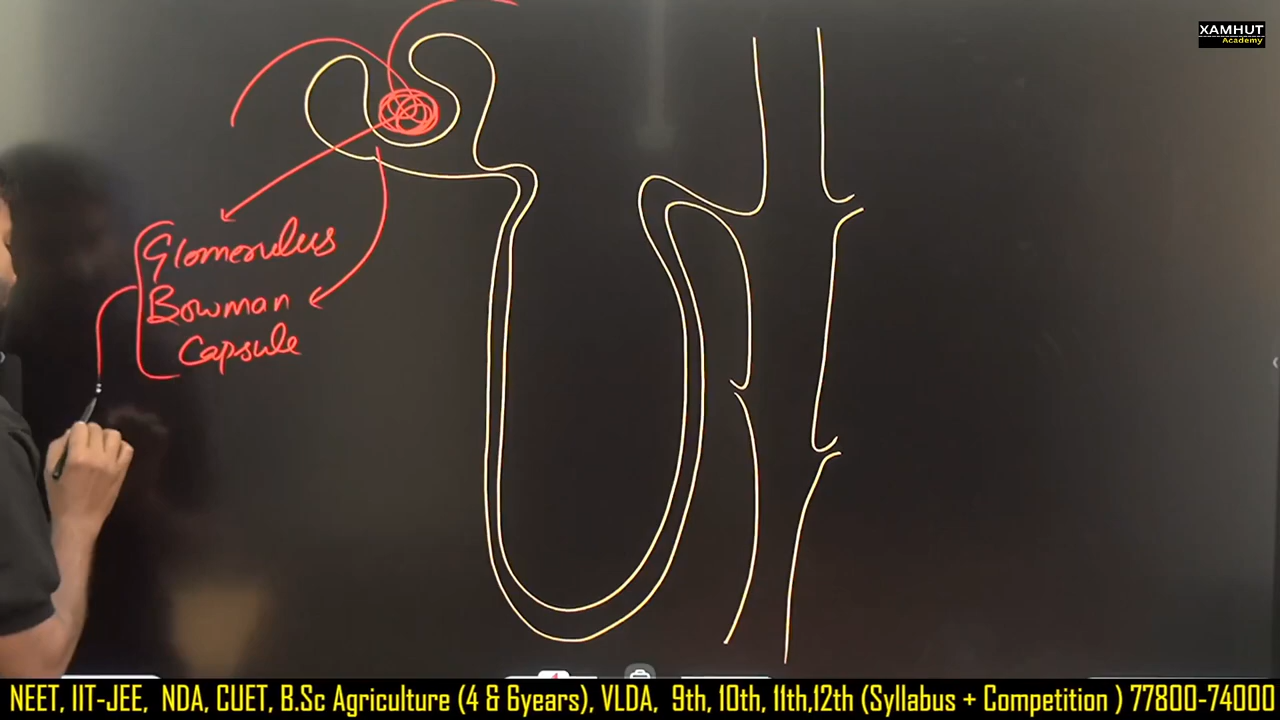 XAMHUT
Academy
Glomerulus
Bowman
Capsule
NEET, IIT-JEE, NDA, CUET, B.Sc Agriculture (4 & 6years), VLDA, 9th, 10th, 11th,12th (Syllabus + Competition ) 77800-74000